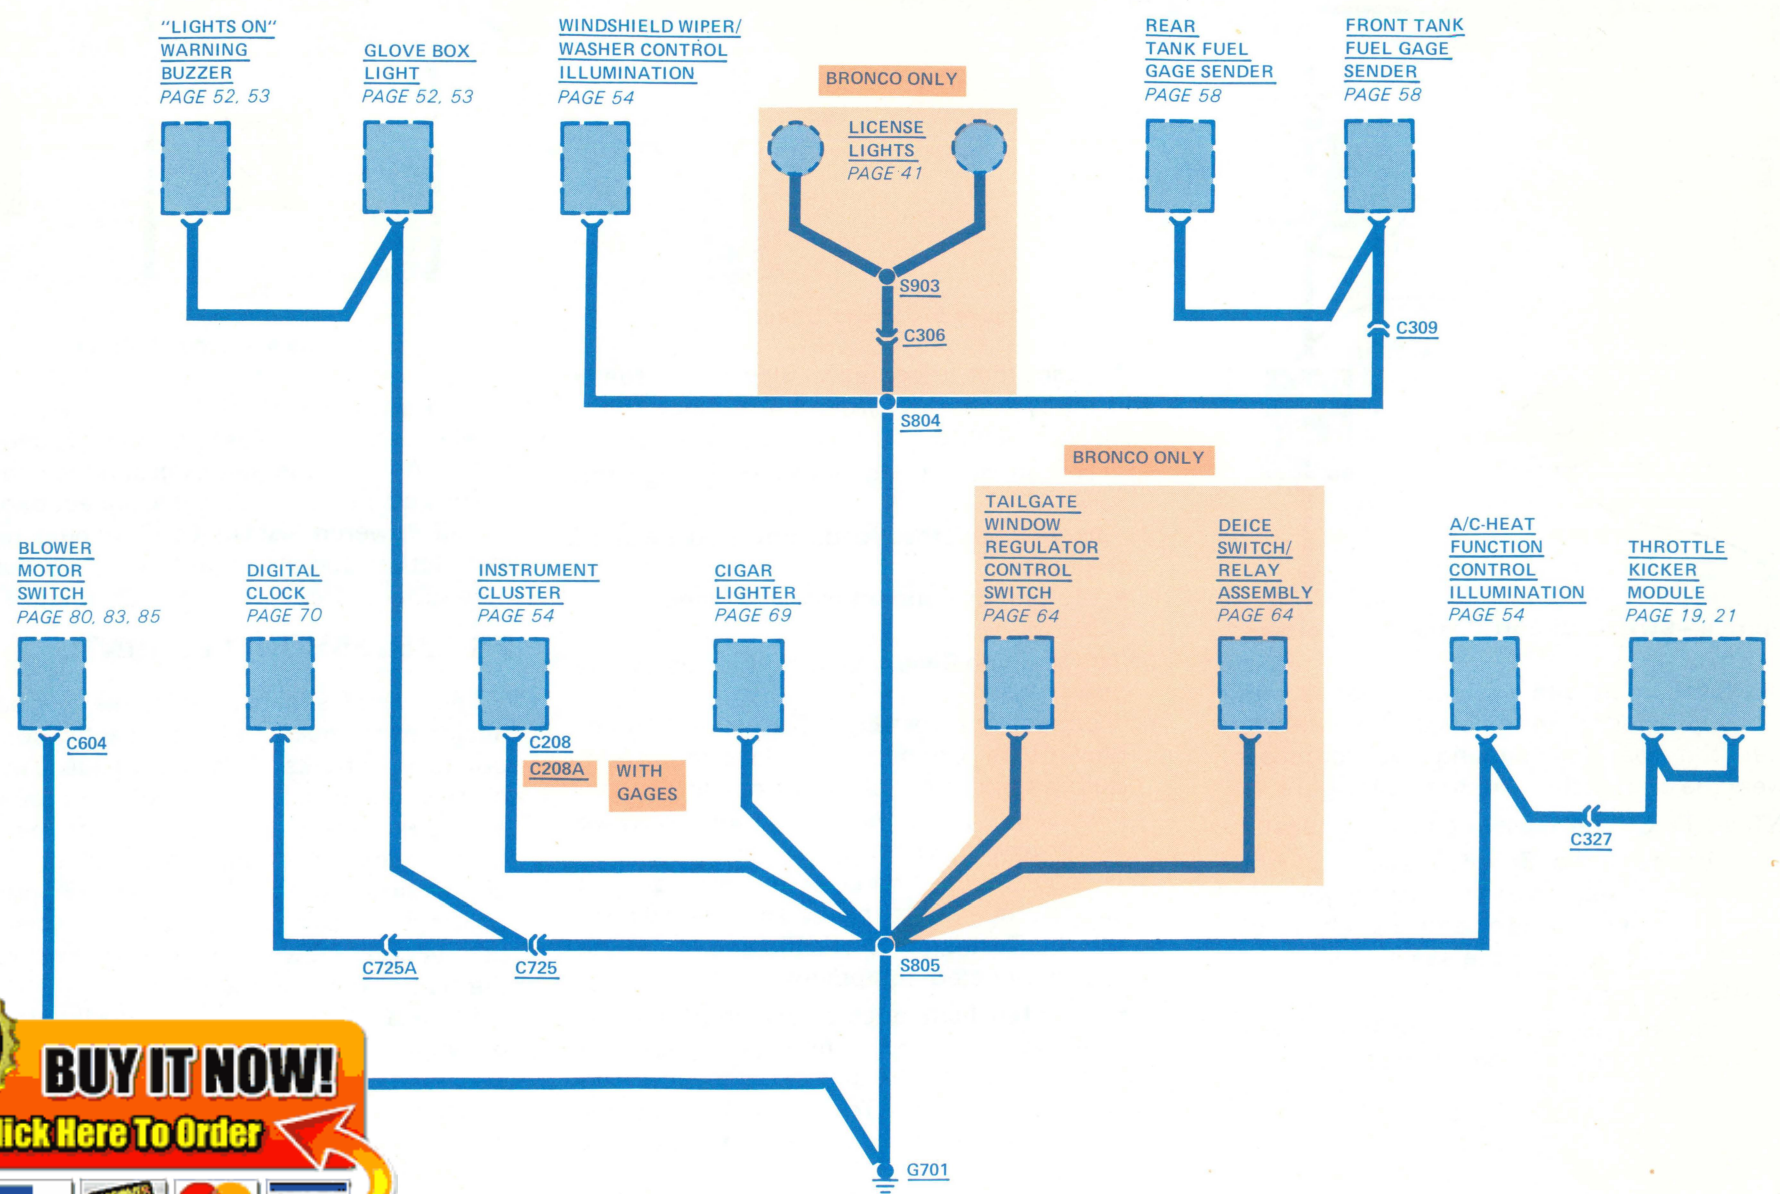 "LIGHTS ON"
WARNING
BUZZER
PAGE 52, 53
GLOVE BOX
LIGHT
PAGE 52, 53
WINDSHIELD WIPER/
WASHER CONTROL
ILLUMINATION
PAGE 54
BRONCO ONLY
LICENSE
LIGHTS
PAGE 41
REAR
TANK FUEL
GAGE SENDER
PAGE 58
FRONT TANK
FUEL GAGE
SENDER
PAGE 58
S903
C306
C309
S804
BRONCO ONLY
BLOWER
MOTOR
SWITCH
PAGE 80, 83, 85
DIGITAL
CLOCK
PAGE 70
INSTRUMENT
CLUSTER
PAGE 54
CIGAR
LIGHTER
PAGE 69
TAILGATE
WINDOW
REGULATOR
CONTROL
SWITCH
PAGE 64
DEICE
SWITCH/
RELAY
ASSEMBLY
PAGE 64
A/C-HEAT
FUNCTION
CONTROL
ILLUMINATION
PAGE 54
THROTTLE
KICKER
MODULE
PAGE 19, 21
C604
C208
C208A
WITH
GAGES
C327
C725A
C725
S805
BUY IT NOW!
lick Here To Order
G701